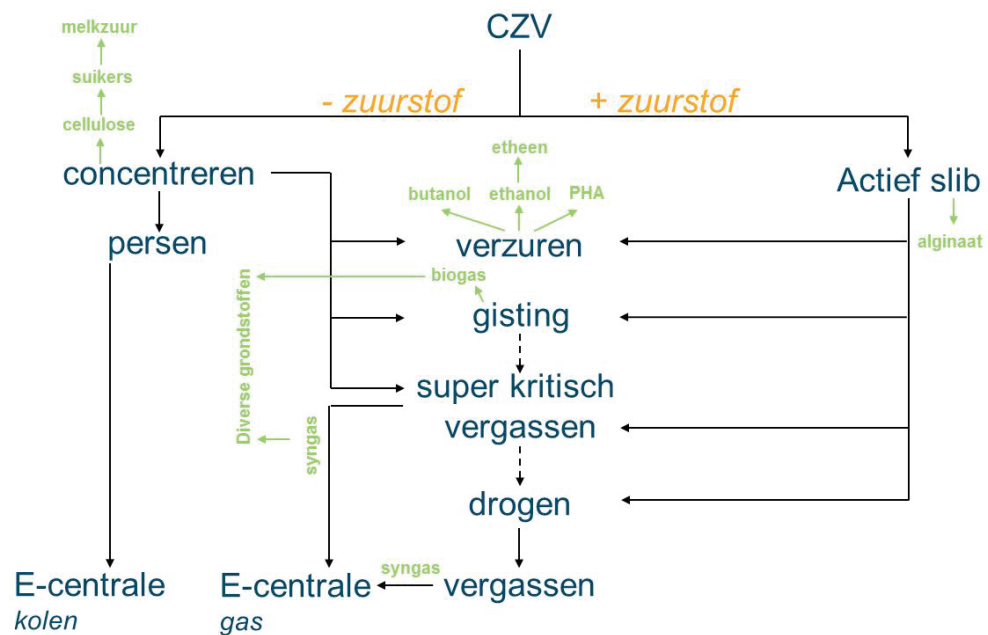 CZV
melkzuur
suikers
cellulose
- zuurstof
+ zuurstof
concentreren
persen
etheen
butanol
ethanol
PHA
verzuren
biogas
gisting
super kritisch
vergassen
drogen
vergassen
syngas
Actief slib
alginaat
Diverse grondstoffen
syngas
E-centrale
kolen
E-centrale
gas